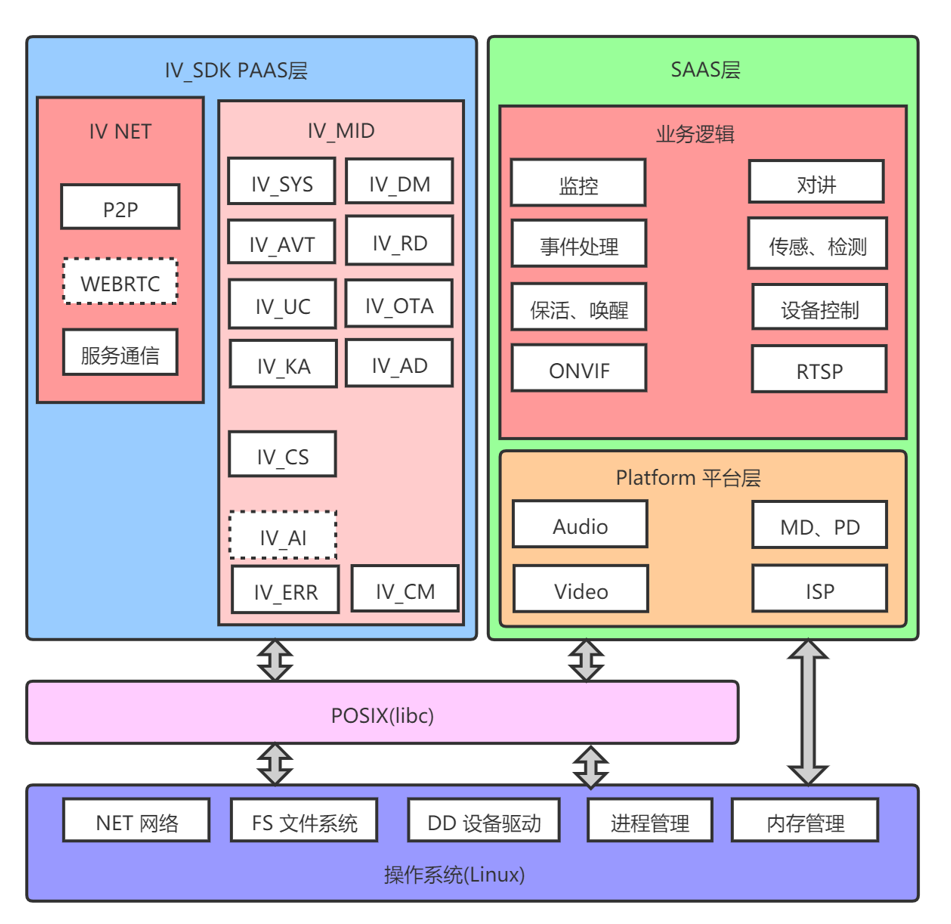 IV_SDK PAAS层
IV NET
P2P
WEBRTC
服务通信
IV_MID
IV_SYS
IV_DM
IV_AVT
IV_RD
IV_UC
IV_OTA
IV_KA
IV_AD
IV_CS
IV_AI
IV_ERR
IV_CM
SAAS层
业务逻辑
监控
对讲
事件处理
传感、检测
保活、唤醒
设备控制
ONVIF
RTSP
Platform 平台层
Audio
MD、PD
Video
ISP
POSIX(libc)
NET 网络
FS 文件系统
DD 设备驱动
进程管理
内存管理
操作系统(Linux)